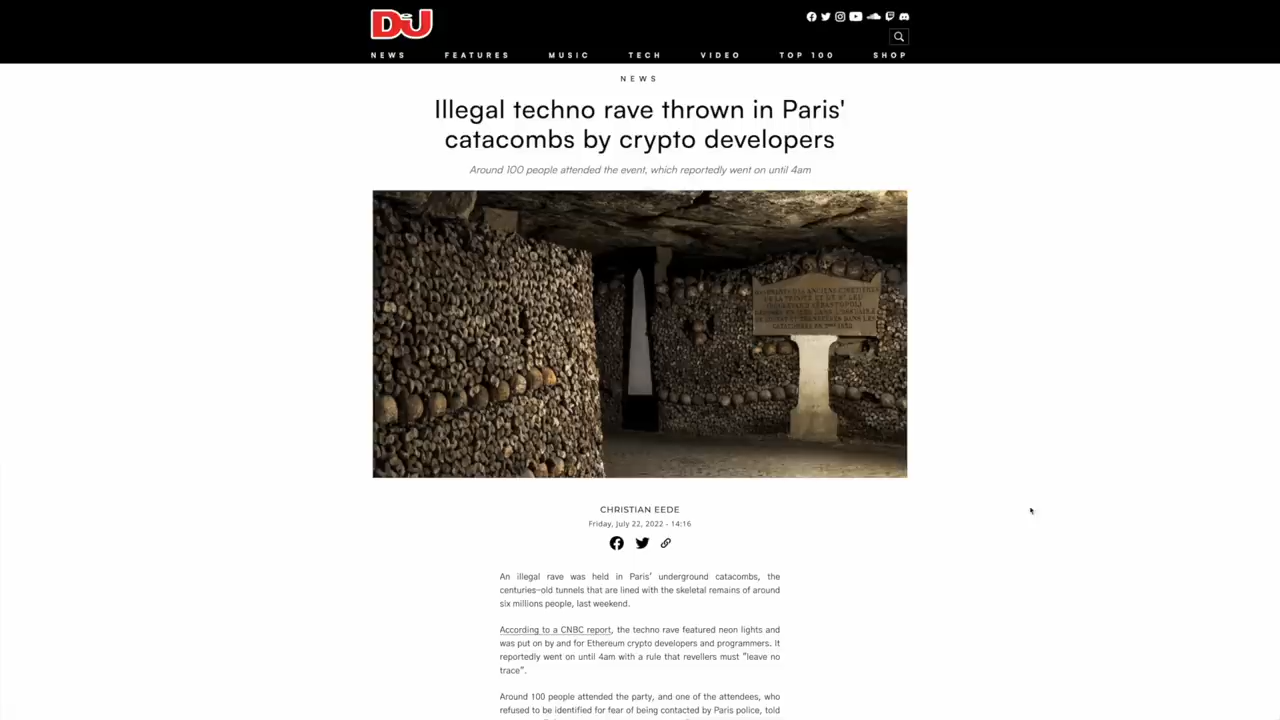 DJ
NEWS FEATURES MUSIC TECH VIDEO TOP 100 SHOP
NEWS
Illegal techno rave thrown in Paris'
catacombs by crypto developers
Around 100 people attended the event, which reportedly went on until 4am
CHRISTIAN EEDE
Friday, July 22, 2022 - 14:16
An illegal rave was held in Paris' underground catacombs, the
centuries-old tunnels that are lined with the skeletal remains of around
six millions people, last weekend.
According to a CNBC report, the techno rave featured neon lights and
was put on by and for Ethereum crypto developers and programmers. It
reportedly went on until 4am with a rule that revellers must "leave no
trace".
Around 100 people attended the party, and one of the attendees, who
refused to be identified for fear of being contacted by Paris police, told